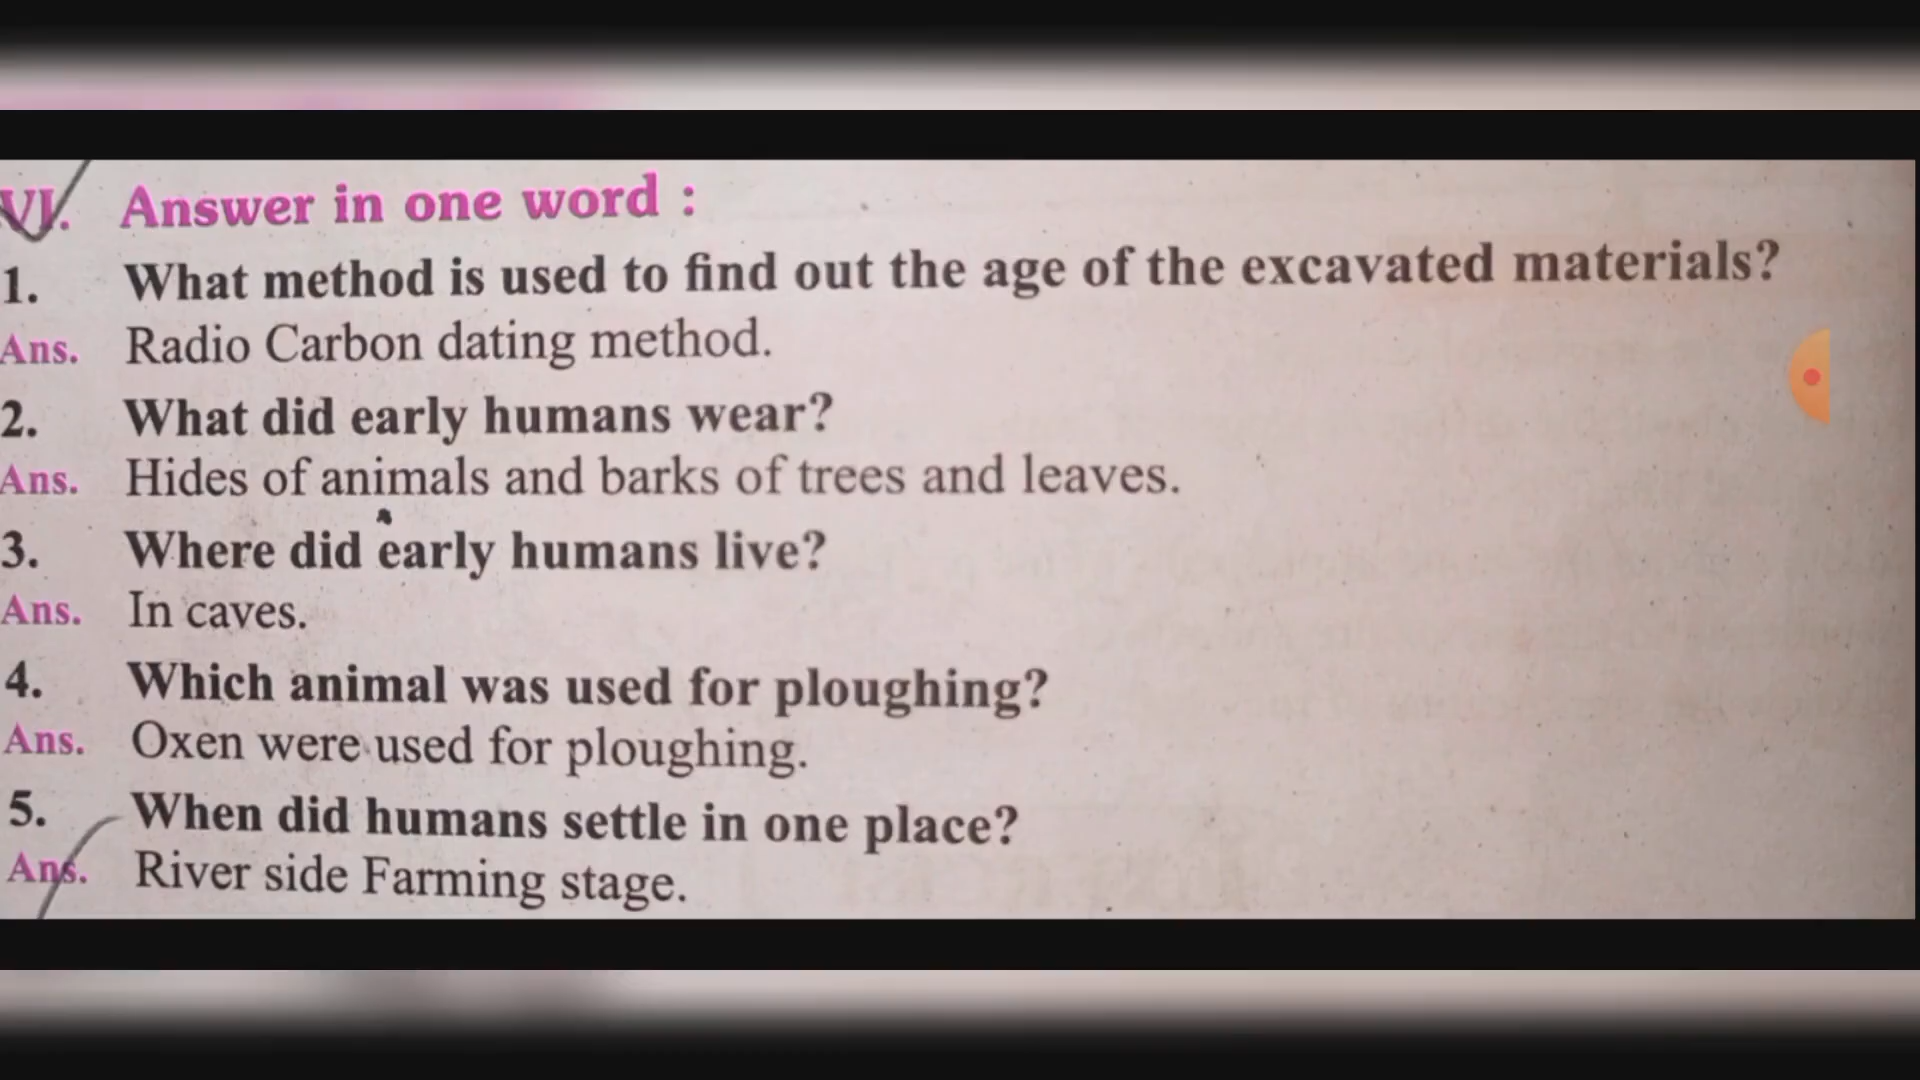 VI. Answer in one word :
1. What method is used to find out the age of the excavated materials?
Ans. Radio Carbon dating method.
2. What did early humans wear?
Ans. Hides of animals and barks of trees and leaves.
3. Where did early humans live?
Ans. In caves.
4. Which animal was used for ploughing?
Ans. Oxen were used for ploughing.
5. When did humans settle in one place?
Ans. River side Farming stage.